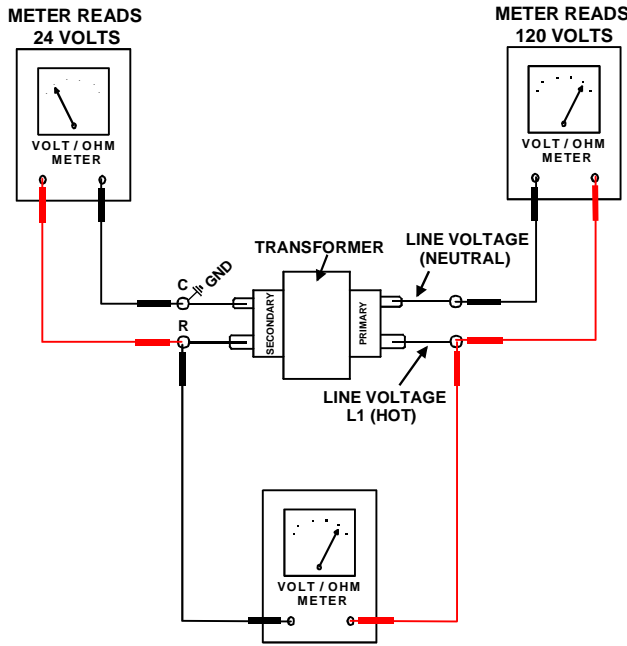 METER READS
24 VOLTS
METER READS
120 VOLTS
VOLT / OHM
METER
VOLT / OHM
METER
TRANSFORMER
LINE VOLTAGE
(NEUTRAL)
C
GND
R
SECONDARY
PRIMARY
LINE VOLTAGE
L1 (HOT)
VOLT / OHM
METER